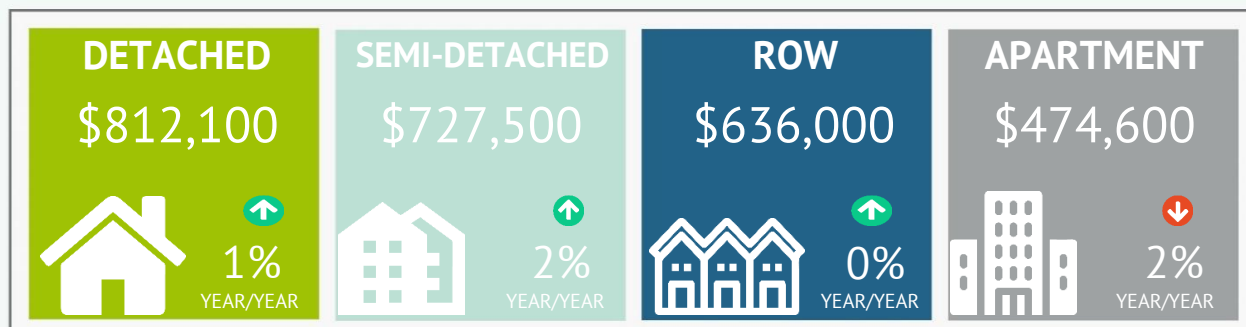 DETACHED
$812,100
1%
YEAR/YEAR
SEMI-DETACHED
$727,500
2%
YEAR/YEAR
ROW
$636,000
0%
YEAR/YEAR
APARTMENT
$474,600
2%
YEAR/YEAR